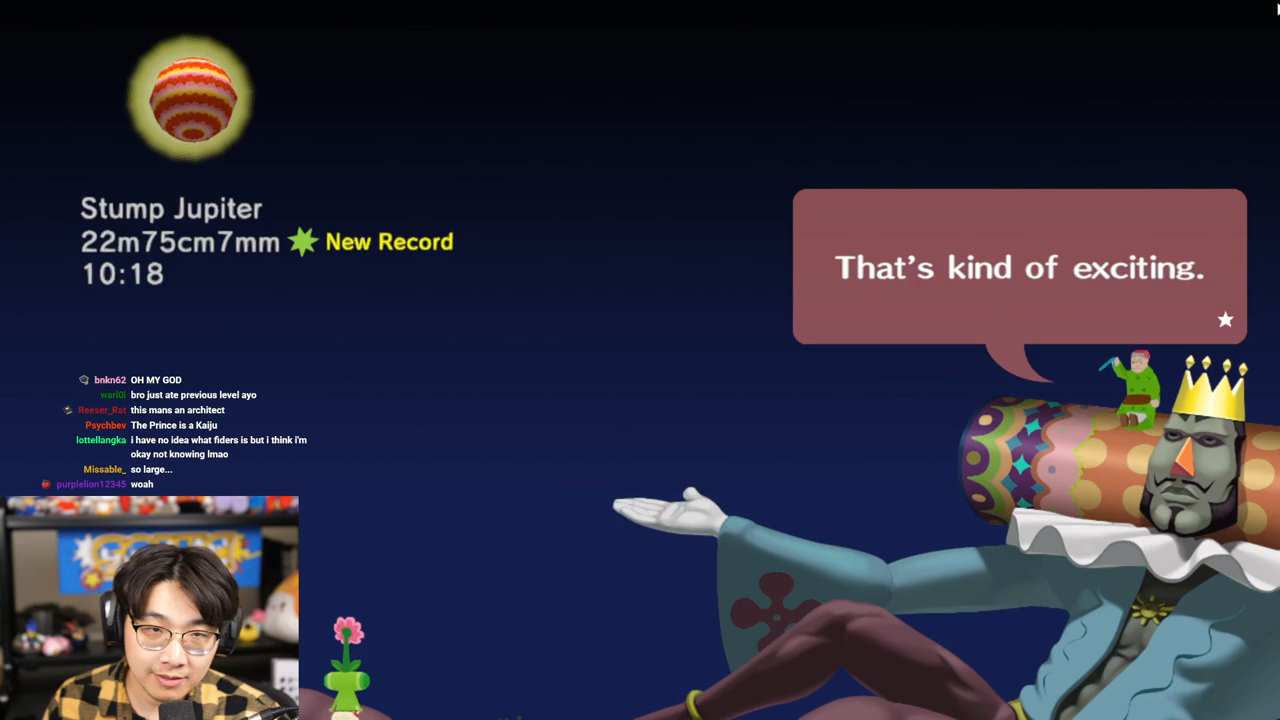 Stump Jupiter
22m75cm7mm New Record
10:18
That's kind of exciting.
bnkn62 OH MY GOD
warl0l bro just ate previous level ayo
Reeser_Rat this mans an architect
Psychbev The Prince is a Kaiju
lottellangka i have no idea what fiders is but i think i'm
okay not knowing lmao
Missable_ so large...
purplelion12345 woah